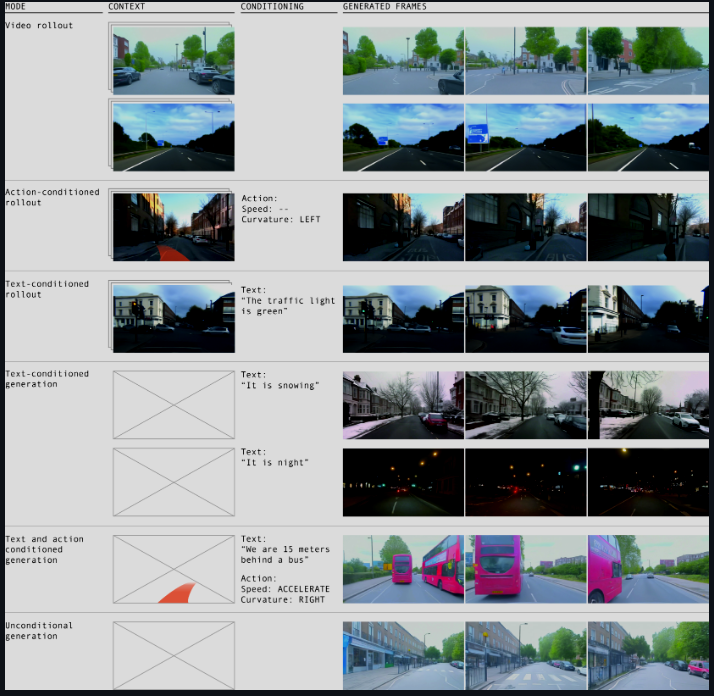 MODE CONTEXT CONDITIONING GENERATED FRAMES
Video rollout
Action-conditioned
rollout
Action:
Speed: --
Curvature: LEFT
Text-conditioned
rollout
Text:
“The traffic light
is green”
Text-conditioned
generation
Text:
“It is snowing”
Text:
“It is night”
Text and action
conditioned
generation
Text:
“We are 15 meters
behind a bus”
Action:
Speed: ACCELERATE
Curvature: RIGHT
Unconditional
generation